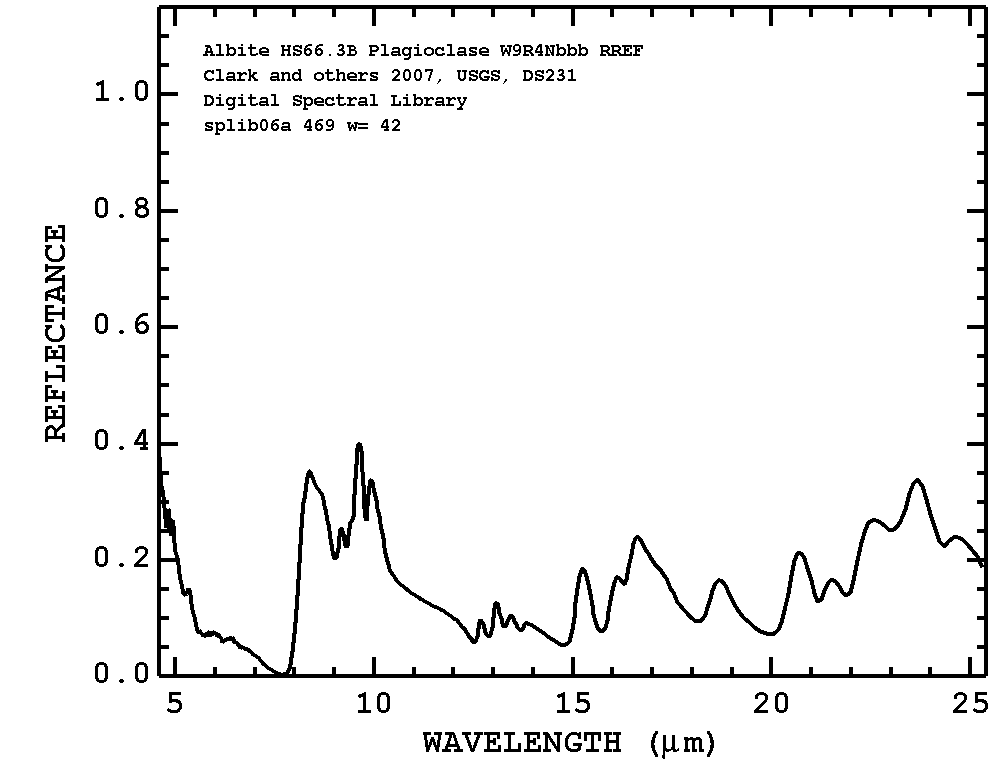 Albite HS66.3B Plagioclase W9R4Nbbb RREF
Clark and others 2007, USGS, DS231
Digital Spectral Library
splib06a 469 w= 42
1.0
0.8
0.6
0.4
0.2
0.0
REFLECTANCE
5 10 15 20 25
WAVELENGTH (μm)